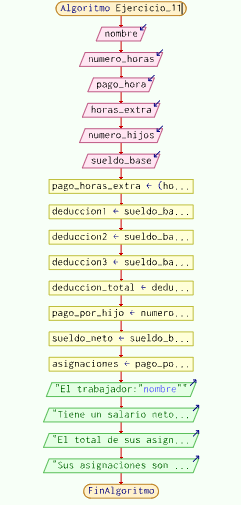 Algoritmo Ejercicio_11
nombre
numero_horas
pago_hora
horas_extra
numero_hijos
sueldo_base
pago_horas_extra ← (ho...
deduccion1 ← sueldo_ba...
deduccion2 ← sueldo_ba...
deduccion3 ← sueldo_ba...
deduccion_total ← dedu...
pago_por_hijo ← numero...
sueldo_neto ← sueldo_b...
asignaciones ← pago_po...
"El trabajador:"nombre""
"Tiene un salario neto...
"El total de sus asign...
"Sus asignaciones son ...
FinAlgoritmo